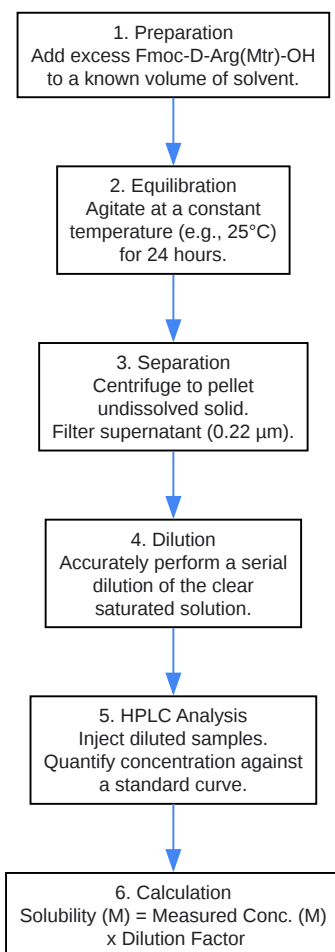 1. Preparation
Add excess Fmoc-D-Arg(Mtr)-OH
to a known volume of solvent.
2. Equilibration
Agitate at a constant
temperature (e.g., 25°C)
for 24 hours.
3. Separation
Centrifuge to pellet
undissolved solid.
Filter supernatant (0.22 µm).
4. Dilution
Accurately perform a serial
dilution of the clear
saturated solution.
5. HPLC Analysis
Inject diluted samples.
Quantify concentration against
a standard curve.
6. Calculation
Solubility (M) = Measured Conc. (M)
x Dilution Factor